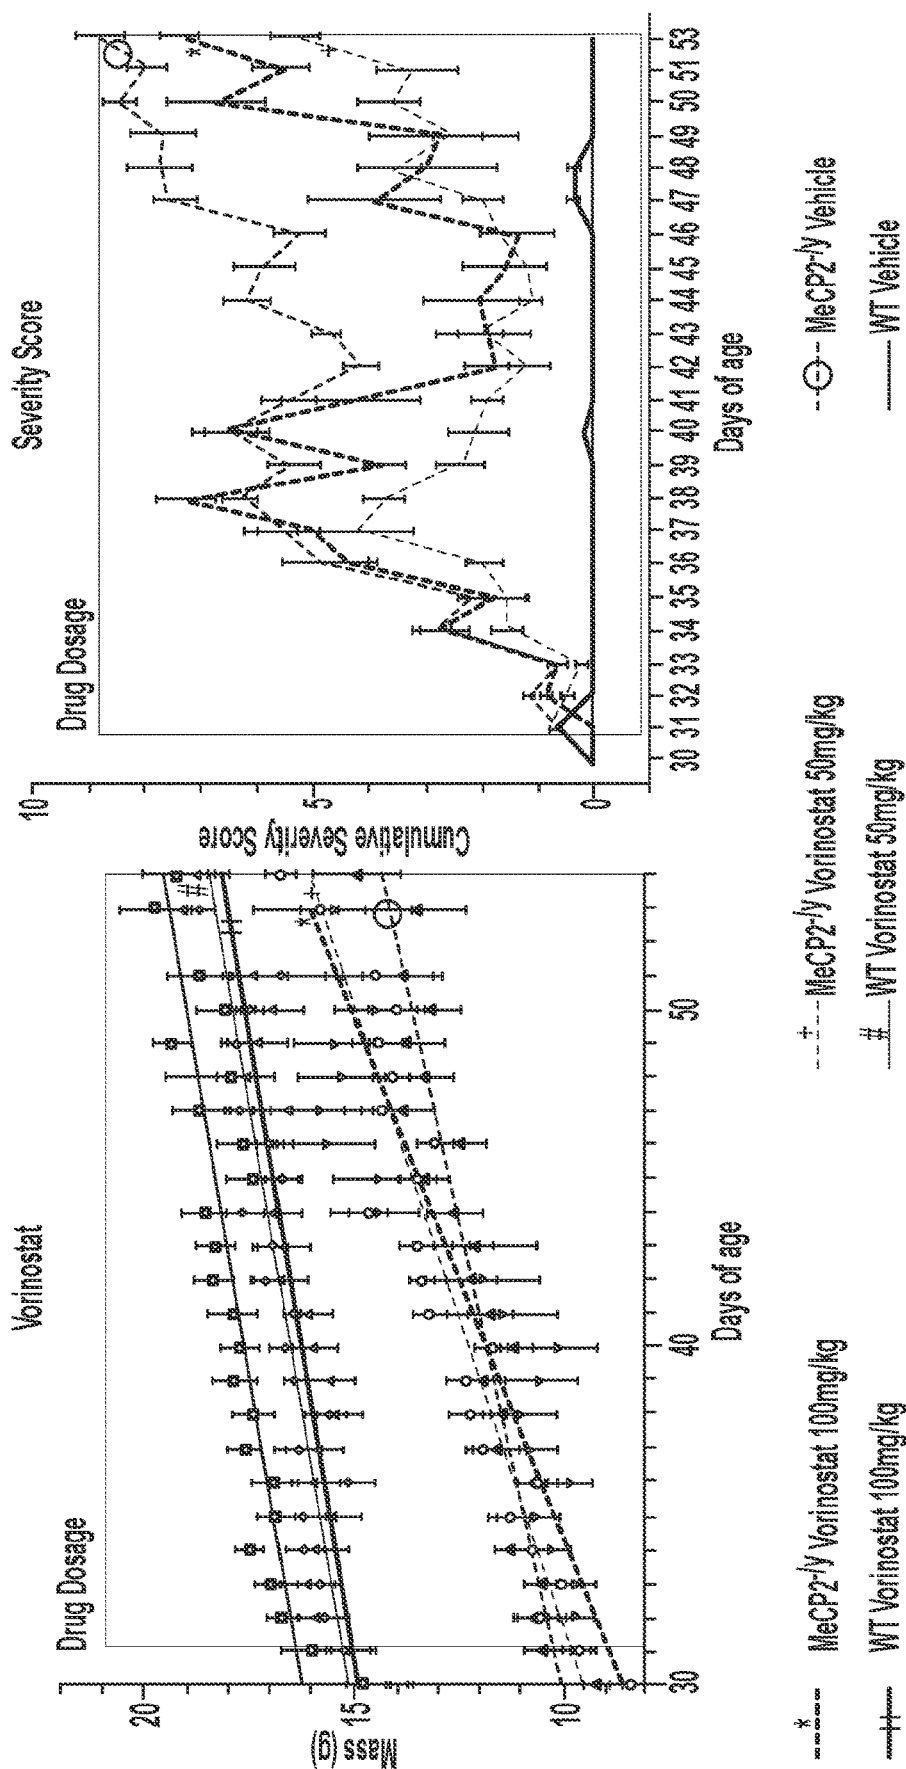 Vorinostat
Drug Dosage
Mass (g)
20
15
10
30
40
50
Days of age
Severity Score
Drug Dosage
Cumulative Severity Score
10
5
0
30 31 32 33 34 35 36 37 38 39 40 41 42 43 44 45 46 47 48 49 50 51 53
Days of age
* MeCP2-/y Vorinostat 100mg/kg
+ MeCP2-/y Vorinostat 50mg/kg
MeCP2-/y Vehicle
WT Vorinostat 100mg/kg
# WT Vorinostat 50mg/kg
WT Vehicle